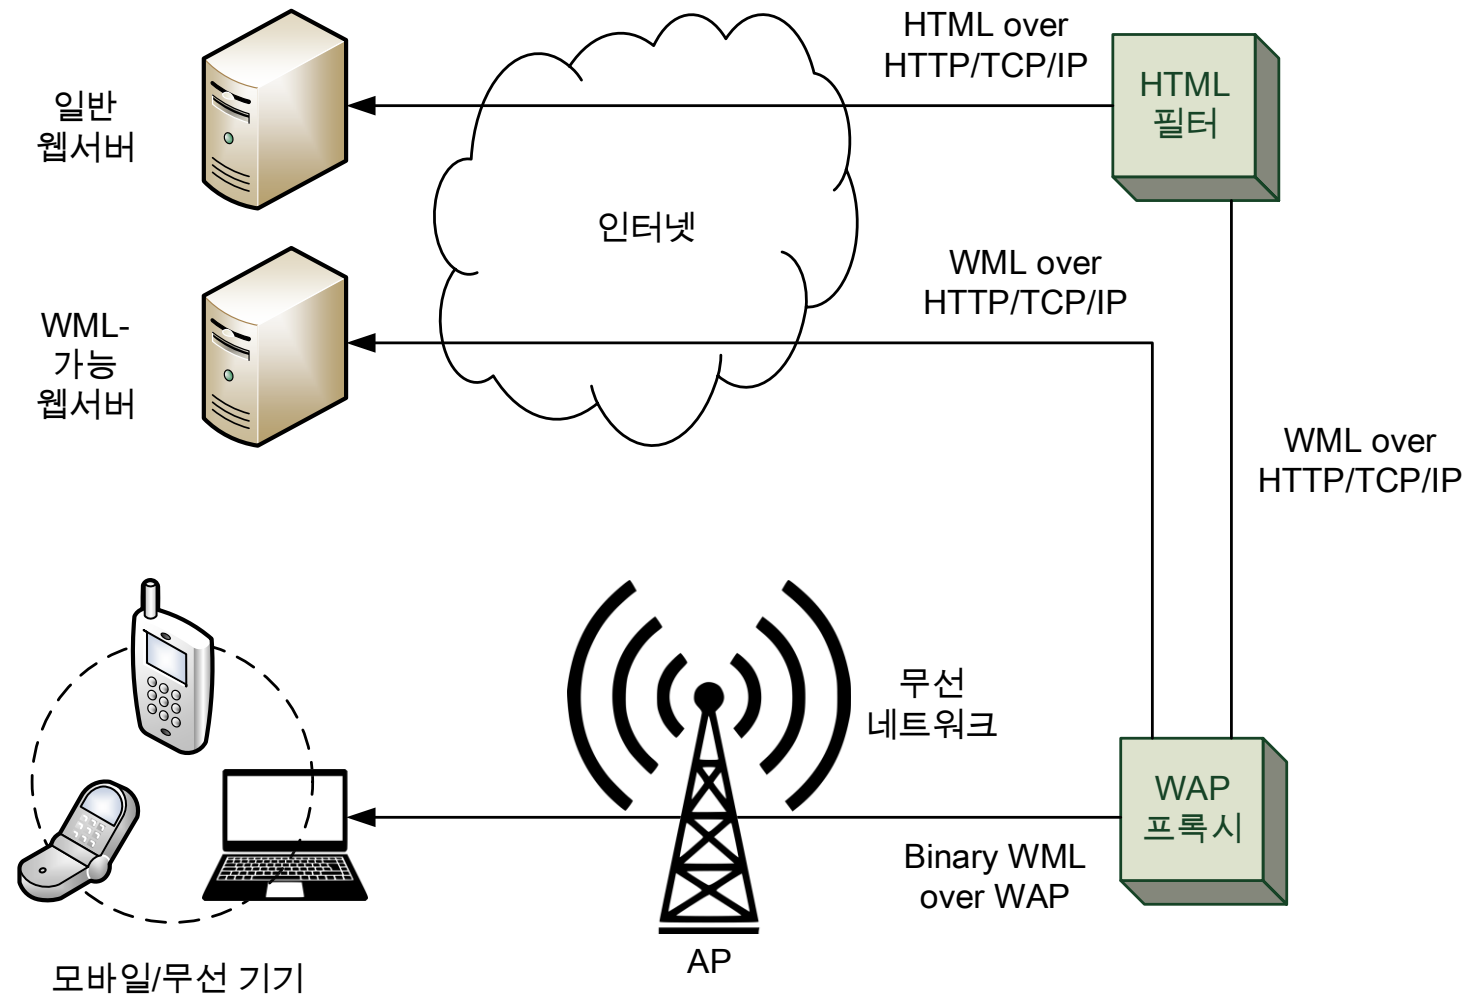 HTML over
HTTP/TCP/IP
HTML
필터
일반
웹서버
인터넷
WML over
HTTP/TCP/IP
WML-
가능
웹서버
WML over
HTTP/TCP/IP
무선
네트워크
WAP
프록시
Binary WML
over WAP
AP
모바일/무선 기기